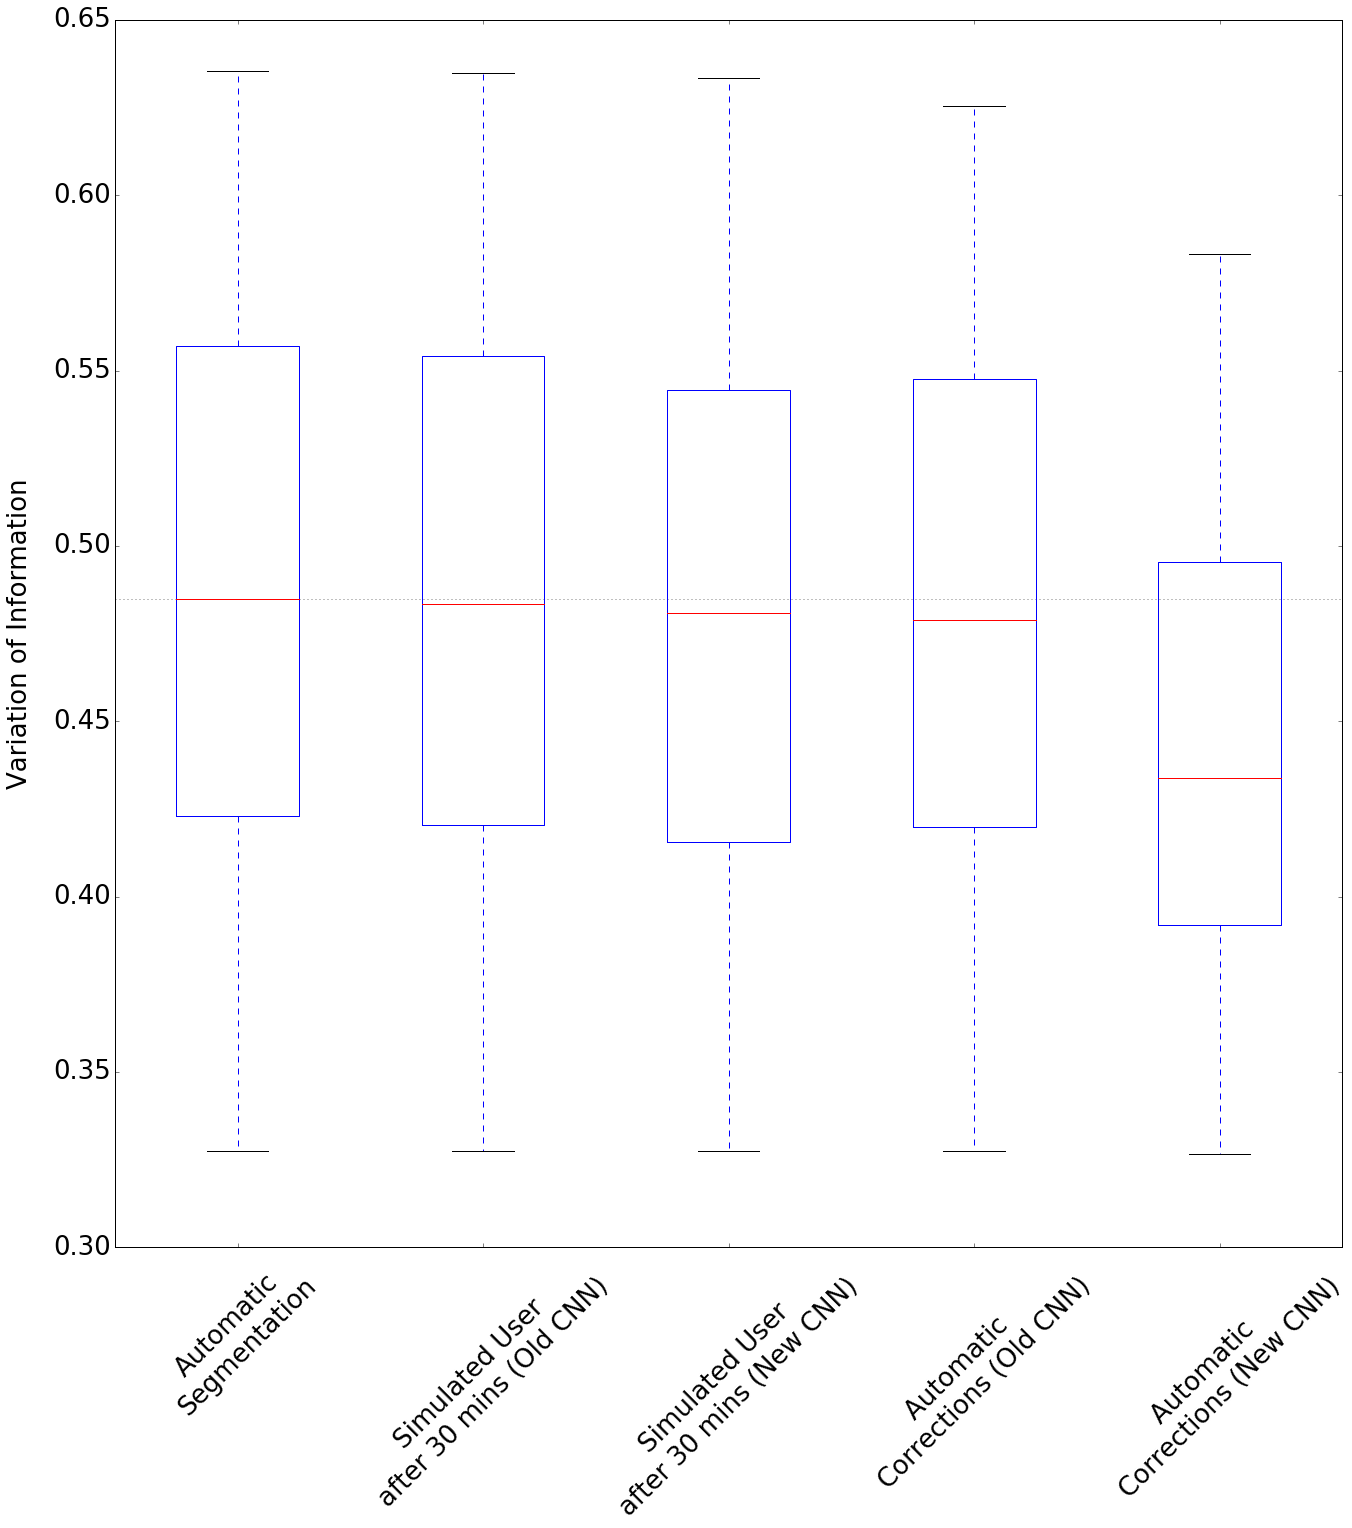 0.65
0.60
0.55
0.50
0.45
0.40
0.35
0.30
Variation of Information
Automatic
Segmentation
Simulated User
after 30 mins (Old CNN)
Simulated User
after 30 mins (New CNN)
Automatic
Corrections (Old CNN)
Automatic
Corrections (New CNN)